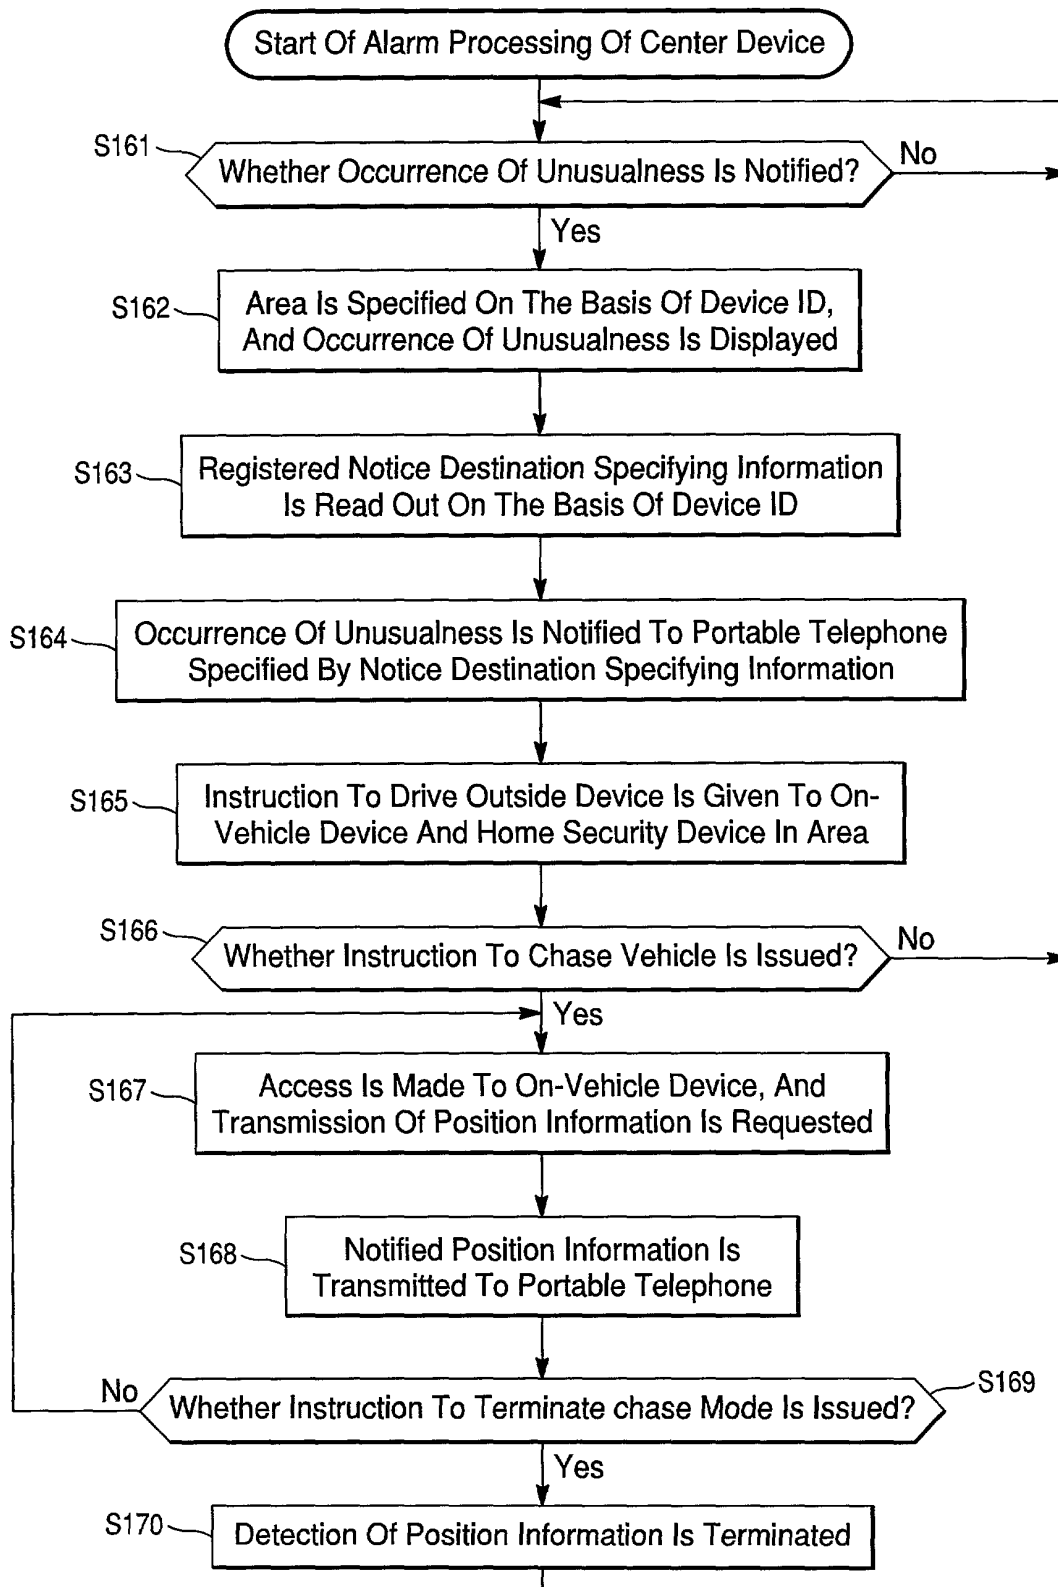 Start Of Alarm Processing Of Center Device
S161
Whether Occurrence Of Unusualness Is Notified?
No
Yes
S162
Area Is Specified On The Basis Of Device ID,
And Occurrence Of Unusualness Is Displayed
S163
Registered Notice Destination Specifying Information
Is Read Out On The Basis Of Device ID
S164
Occurrence Of Unusualness Is Notified To Portable Telephone
Specified By Notice Destination Specifying Information
S165
Instruction To Drive Outside Device Is Given To On-
Vehicle Device And Home Security Device In Area
S166
Whether Instruction To Chase Vehicle Is Issued?
No
Yes
S167
Access Is Made To On-Vehicle Device, And
Transmission Of Position Information Is Requested
S168
Notified Position Information Is
Transmitted To Portable Telephone
No
Whether Instruction To Terminate chase Mode Is Issued?
S169
Yes
S170
Detection Of Position Information Is Terminated